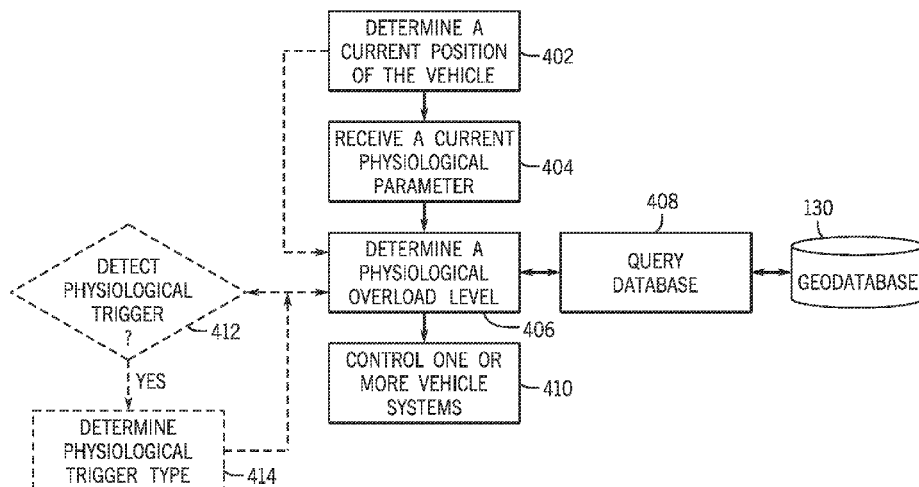 DETERMINE A
CURRENT POSITION
OF THE VEHICLE
402
RECEIVE A CURRENT
PHYSIOLOGICAL
PARAMETER
404
DETERMINE A
PHYSIOLOGICAL
OVERLOAD LEVEL
406
408
QUERY
DATABASE
130
GEODATABASE
DETECT
PHYSIOLOGICAL
TRIGGER
?
412
CONTROL ONE OR
MORE VEHICLE
SYSTEMS
410
YES
DETERMINE
PHYSIOLOGICAL
TRIGGER TYPE
414